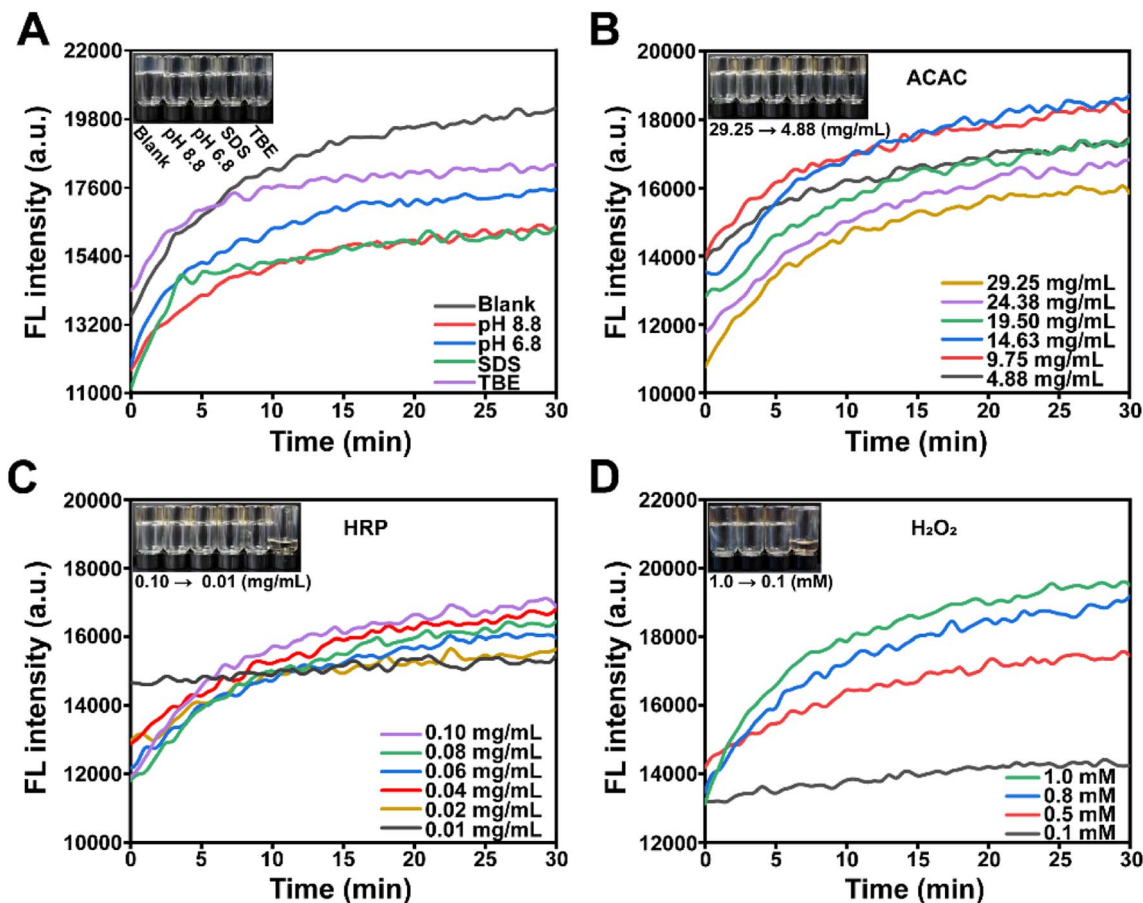 A
FL intensity (a.u.)
22000
19800
17600
15400
13200
11000
Blank
pH 8.8
pH 6.8
SDS
TBE
Blank
pH 8.8
pH 6.8
SDS
TBE
0 5 10 15 20 25 30
Time (min)
B
FL intensity (a.u.)
20000
18000
16000
14000
12000
10000
29.25 → 4.88 (mg/mL)
ACAC
29.25 mg/mL
24.38 mg/mL
19.50 mg/mL
14.63 mg/mL
9.75 mg/mL
4.88 mg/mL
0 5 10 15 20 25 30
Time (min)
C
FL intensity (a.u.)
20000
18000
16000
14000
12000
10000
0.10 → 0.01 (mg/mL)
HRP
0.10 mg/mL
0.08 mg/mL
0.06 mg/mL
0.04 mg/mL
0.02 mg/mL
0.01 mg/mL
0 5 10 15 20 25 30
Time (min)
D
FL intensity (a.u.)
22000
20000
18000
16000
14000
12000
1.0 → 0.1 (mM)
H₂O₂
1.0 mM
0.8 mM
0.5 mM
0.1 mM
0 5 10 15 20 25 30
Time (min)